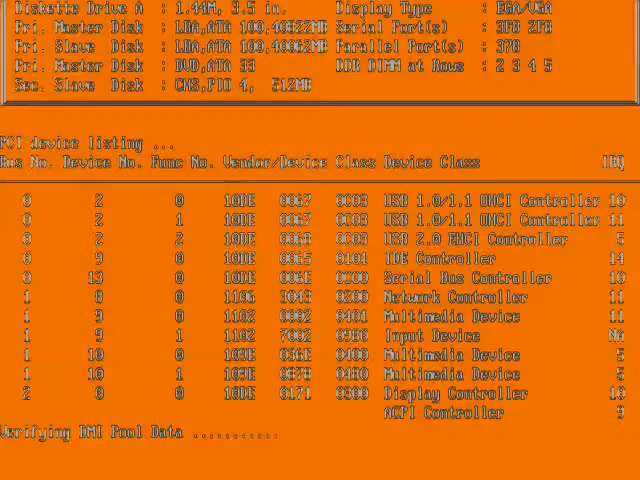 Diskette Drive A : 1.44M, 3.5 in. Display Type : EGA/VGA
Pri. Master Disk : LBA,ATA 100, Serial Port(s) : 3F8 2F8
Pri. Slave Disk : LBA,ATA 100, Parallel Port(s) : 378
Pri. Master Disk : DVD,ATA 33 DDR DIMM at Rows : 2 3 4 5
Sec. Slave Disk : CHS,PIO 4, 512MB
PCI device listing ...
Bus No. Device No. Func No. Vendor/Device Class Device Class IRQ
0 2 0 10DE 0067 0C03 USB 1.0/1.1 OHCI Controller 10
0 2 1 10DE 0067 0C03 USB 1.0/1.1 OHCI Controller 11
0 2 2 10DE 0068 0C03 USB 2.0 EHCI Controller 5
0 9 0 10DE 0065 0101 IDE Controller 14
0 13 0 10DE 006E 0C00 Serial Bus Controller 10
1 8 0 1106 3043 0200 Network Controller 11
1 9 0 1102 0002 0401 Multimedia Device 11
1 9 1 1102 7002 0980 Input Device NA
1 10 0 109E 036E 0400 Multimedia Device 5
1 10 1 109E 0878 0480 Multimedia Device 5
2 0 0 10DE 0171 0300 Display Controller 10
ACPI Controller 9
Verifying DMI Pool Data ...........